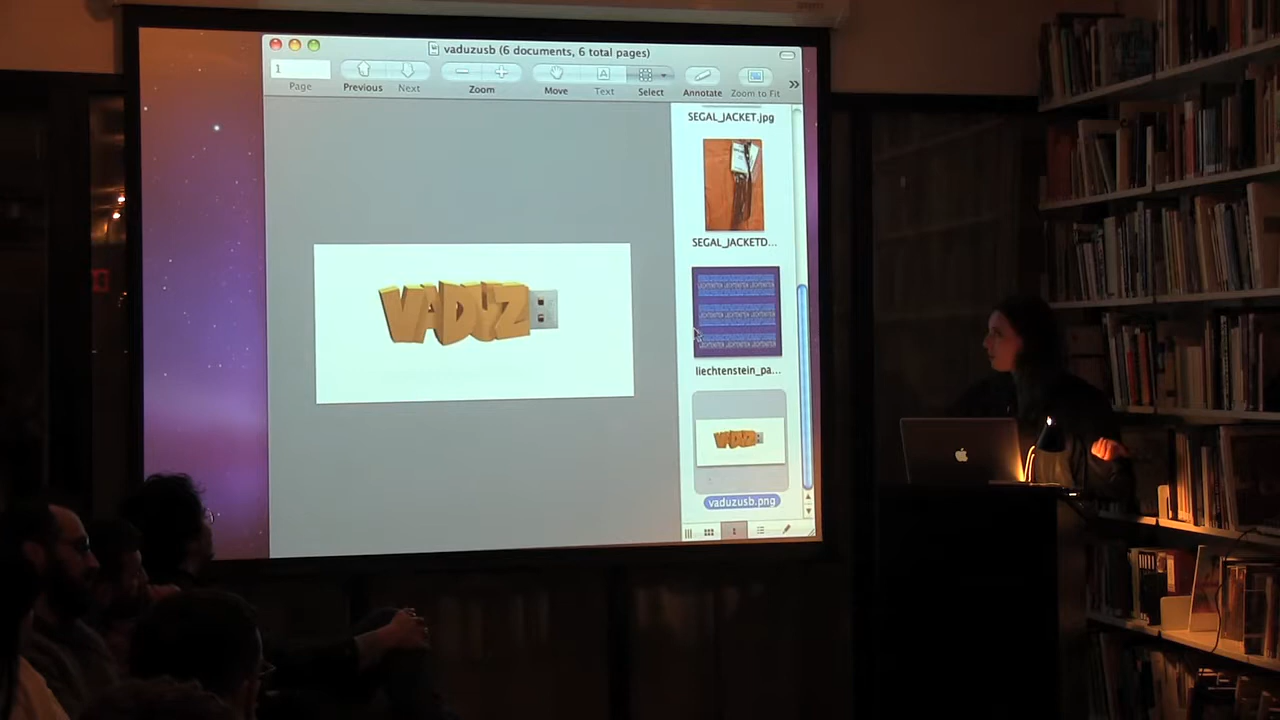 vaduzusb (6 documents, 6 total pages)
1
Page
Previous
Next
Zoom
Move
Text
Select
Annotate
Zoom to Fit
SEGAL_JACKET.jpg
SEGAL_JACKETD...
liechtenstein_pa...
VADUZ
VADUZ
vaduzusb.png